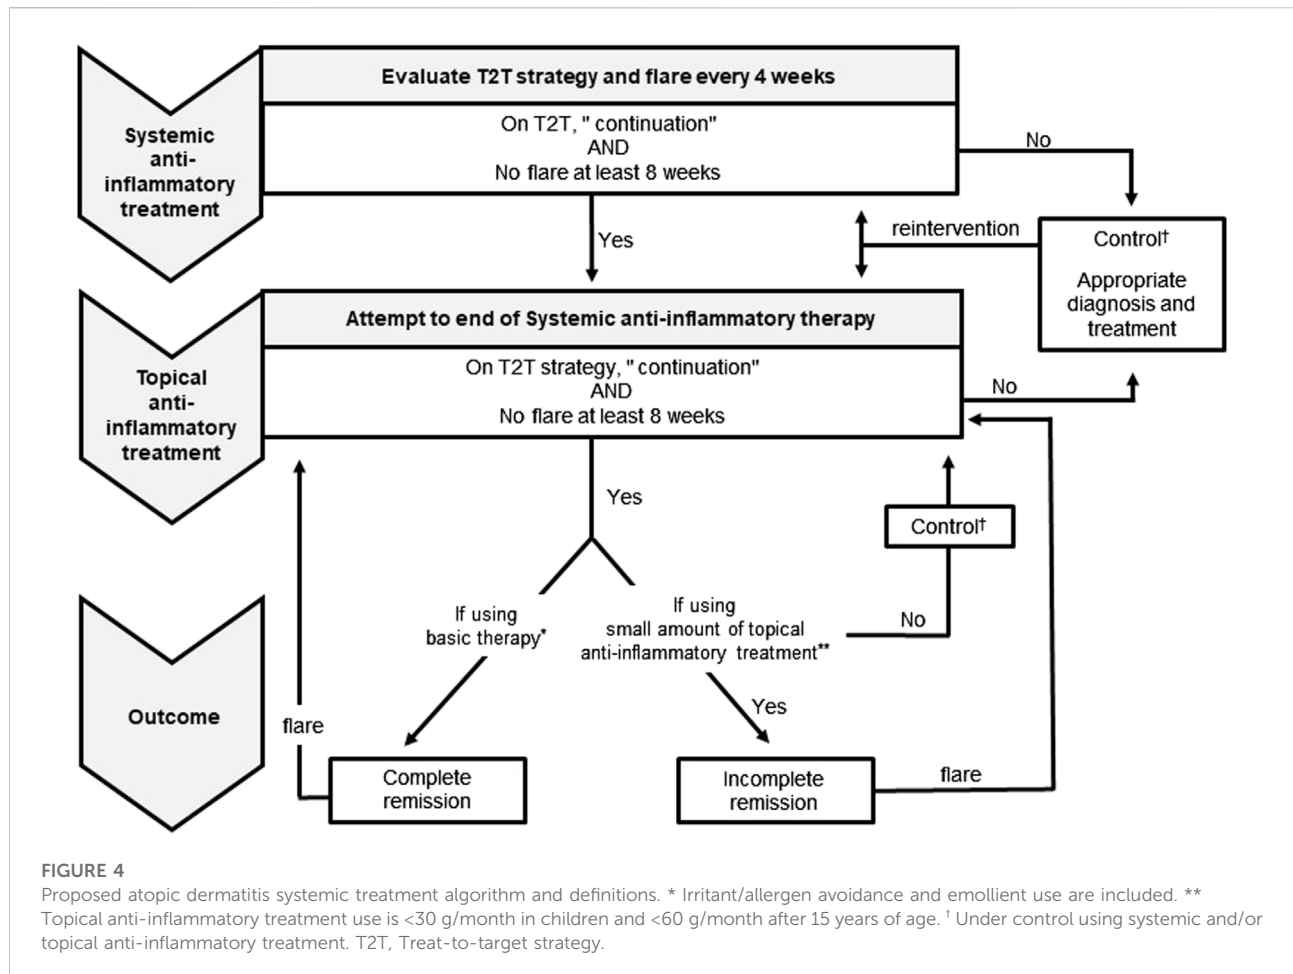 Evaluate T2T strategy and flare every 4 weeks
Systemic
anti-
inflammatory
treatment
On T2T, " continuation"
AND
No flare at least 8 weeks
No
Yes
reintervention
Control†
Appropriate
diagnosis and
treatment
Attempt to end of Systemic anti-inflammatory therapy
Topical
anti-
inflammatory
treatment
On T2T strategy, " continuation"
AND
No flare at least 8 weeks
No
Yes
Control†
If using
basic therapy*
If using
small amount of topical
anti-inflammatory treatment**
No
Outcome
flare
Yes
Complete
remission
Incomplete
remission
flare
FIGURE 4
Proposed atopic dermatitis systemic treatment algorithm and definitions. * Irritant/allergen avoidance and emollient use are included. **
Topical anti-inflammatory treatment use is <30 g/month in children and <60 g/month after 15 years of age. † Under control using systemic and/or
topical anti-inflammatory treatment. T2T, Treat-to-target strategy.